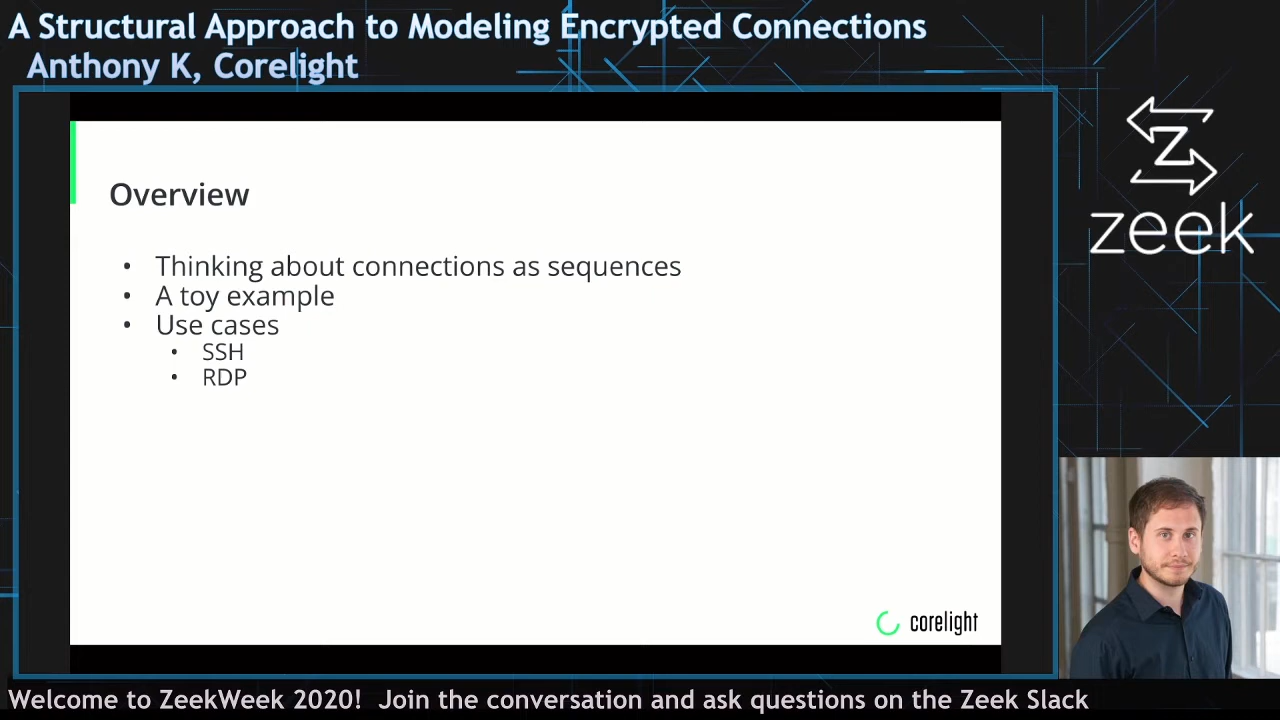 A Structural Approach to Modeling Encrypted Connections
Anthony K, Corelight
zeek
Overview
• Thinking about connections as sequences
• A toy example
• Use cases
• SSH
• RDP
corelight
Welcome to ZeekWeek 2020! Join the conversation and ask questions on the Zeek Slack